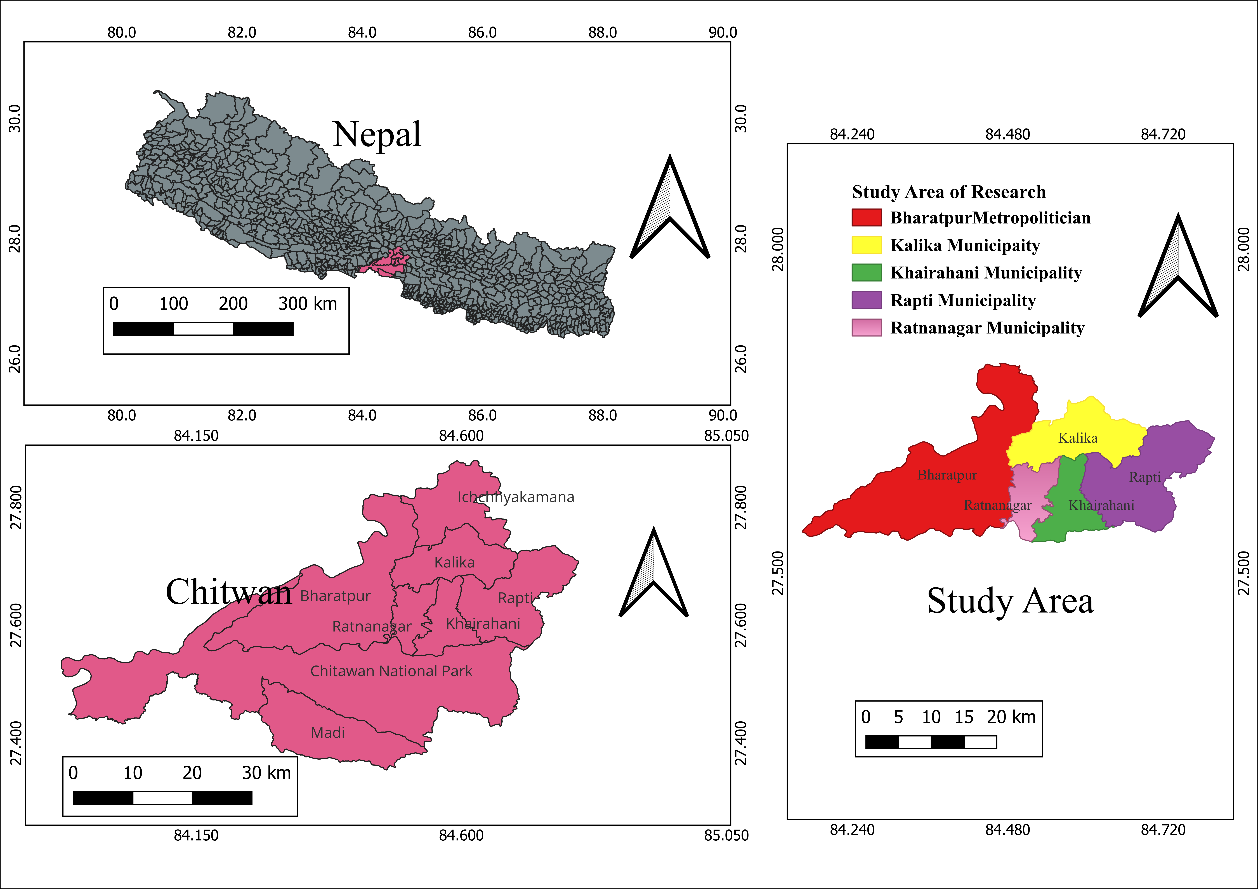 80.0 82.0 84.0 86.0 88.0 90.0
30.0
28.0
26.0
Nepal
30.0
28.0
26.0
0 100 200 300 km
80.0 82.0 84.0 86.0 88.0 90.0
84.150 84.600 85.050
27.800
27.600
27.400
Ichchhyakamana
Kalika
Chitwan
Bharatpur
Rapti
Ratnanagar
Khairahani
Chitawan National Park
Madi
27.800
27.600
27.400
0 10 20 30 km
84.150 84.600 85.050
84.240 84.480 84.720
28.000
27.500
Study Area of Research
BharatpurMetropolitician
Kalika Municipaity
Khairahani Municipality
Rapti Municipality
Ratnanagar Municipality
Kalika
Bharatpur
Rapti
Ratnanagar
Khairahani
28.000
27.500
Study Area
0 5 10 15 20 km
84.240 84.480 84.720